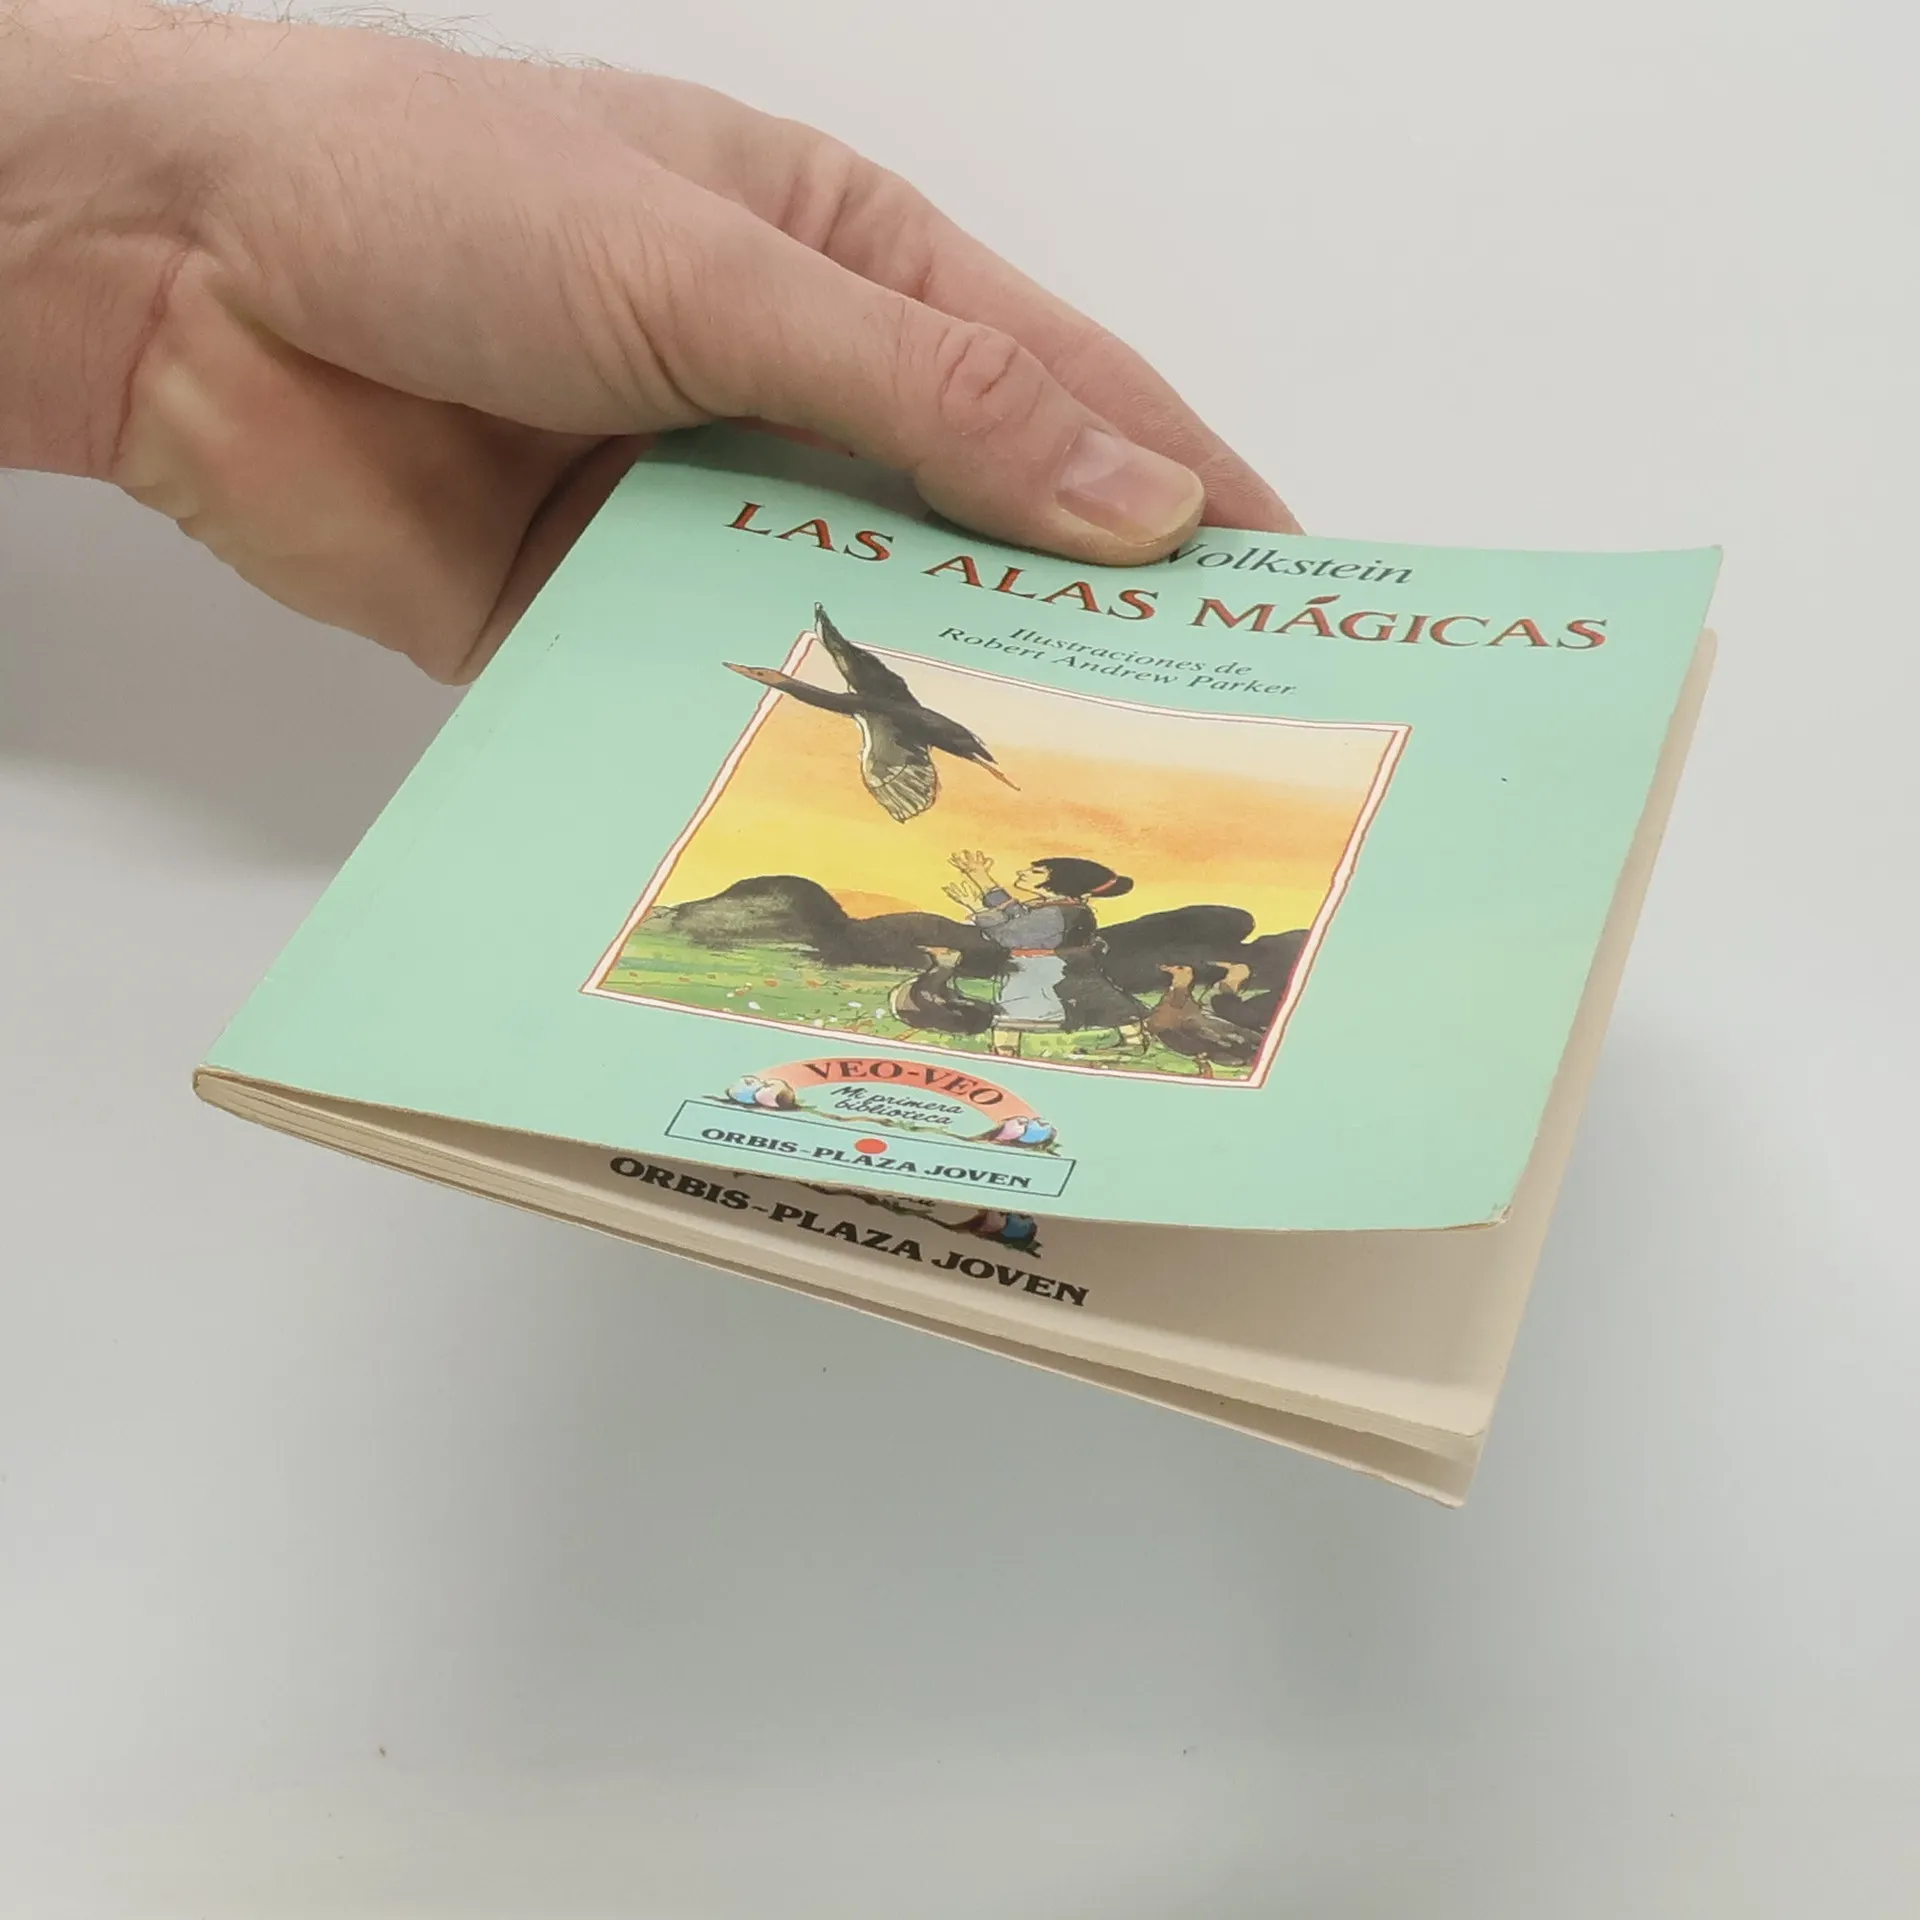 Volkstein
LAS ALAS MÁGICAS
Ilustraciones de
Robert Andrew Parker
VEO-VEO
Mi primera
biblioteca
ORBIS-PLAZA JOVEN
ORBIS-PLAZA JOVEN